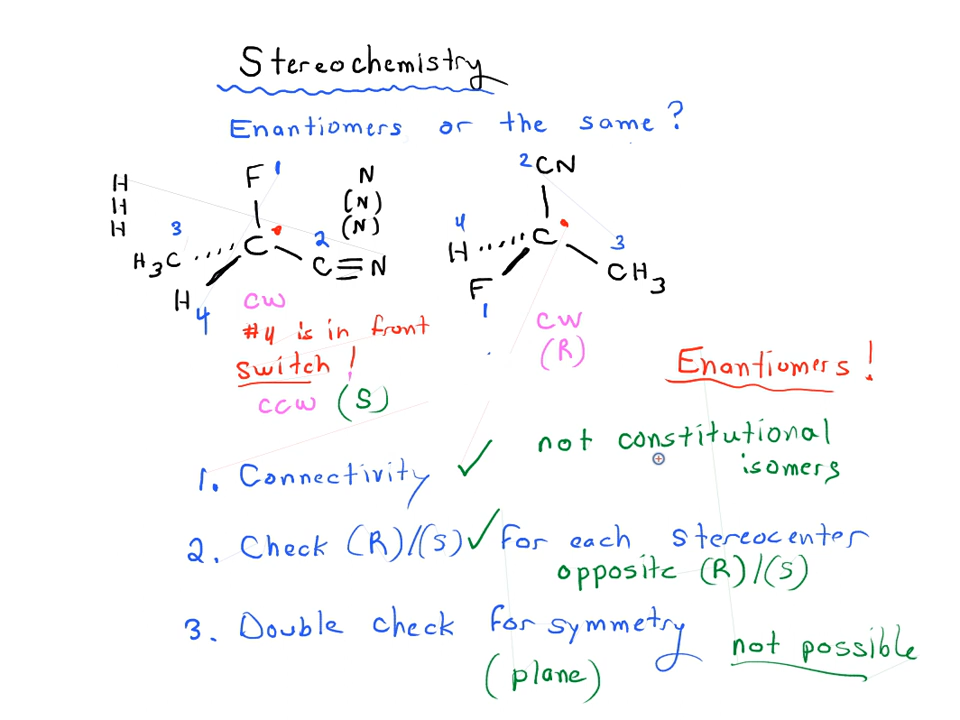 Stereochemistry
Enantiomers or the same?
H
H
H
F 1
N
(N)
(N)
3
H3C
C
2
C≡N
H
4
CW
#4 is in front
switch!
CCW (S)
2 CN
4
H
C
3
CH3
F
1
CW
(R)
Enantiomers!
1. Connectivity ✓ not constitutional
isomers
2. Check (R)/(S) ✓ for each stereocenter
opposite (R)/(S)
3. Double check for symmetry not possible
(plane)